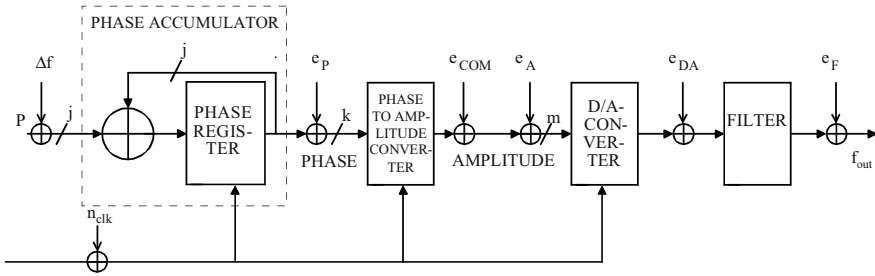 PHASE ACCUMULATOR
Δf
j
e_P
e_COM
e_A
e_DA
e_F
P
j
PHASE
REGIS-
TER
k
PHASE
PHASE
TO AMP-
LITUDE
CONVER-
TER
AMPLITUDE
m
D/A-
CON-
VER-
TER
FILTER
f_out
n_clk